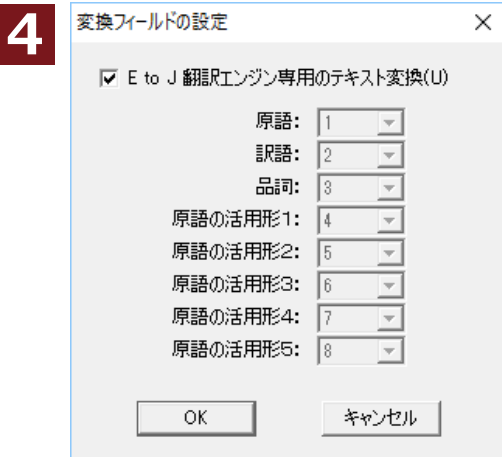 4
変換フィールドの設定
E to J 翻訳エンジン専用のテキスト変換(U)
原語: 1
訳語: 2
品詞: 3
原語の活用形1: 4
原語の活用形2: 5
原語の活用形3: 6
原語の活用形4: 7
原語の活用形5: 8
OK キャンセル